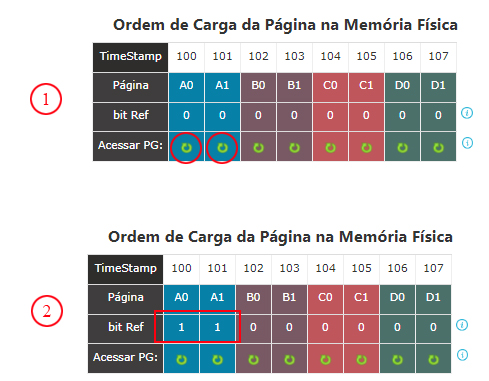 Ordem de Carga da Página na Memória Física
TimeStamp 100 101 102 103 104 105 106 107
1
Página A0 A1 B0 B1 C0 C1 D0 D1
bit Ref 0 0 0 0 0 0 0 0 i
Acessar PG: i
Ordem de Carga da Página na Memória Física
TimeStamp 100 101 102 103 104 105 106 107
2
Página A0 A1 B0 B1 C0 C1 D0 D1
bit Ref 1 1 0 0 0 0 0 0 i
Acessar PG: i